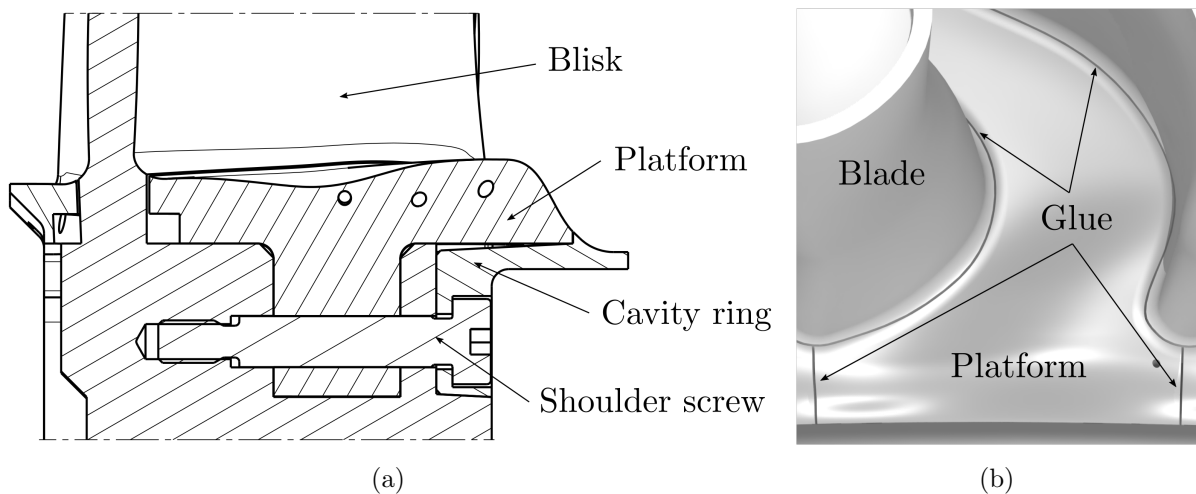 Blisk
Platform
Cavity ring
Shoulder screw
(a)
Blade
Glue
Platform
(b)